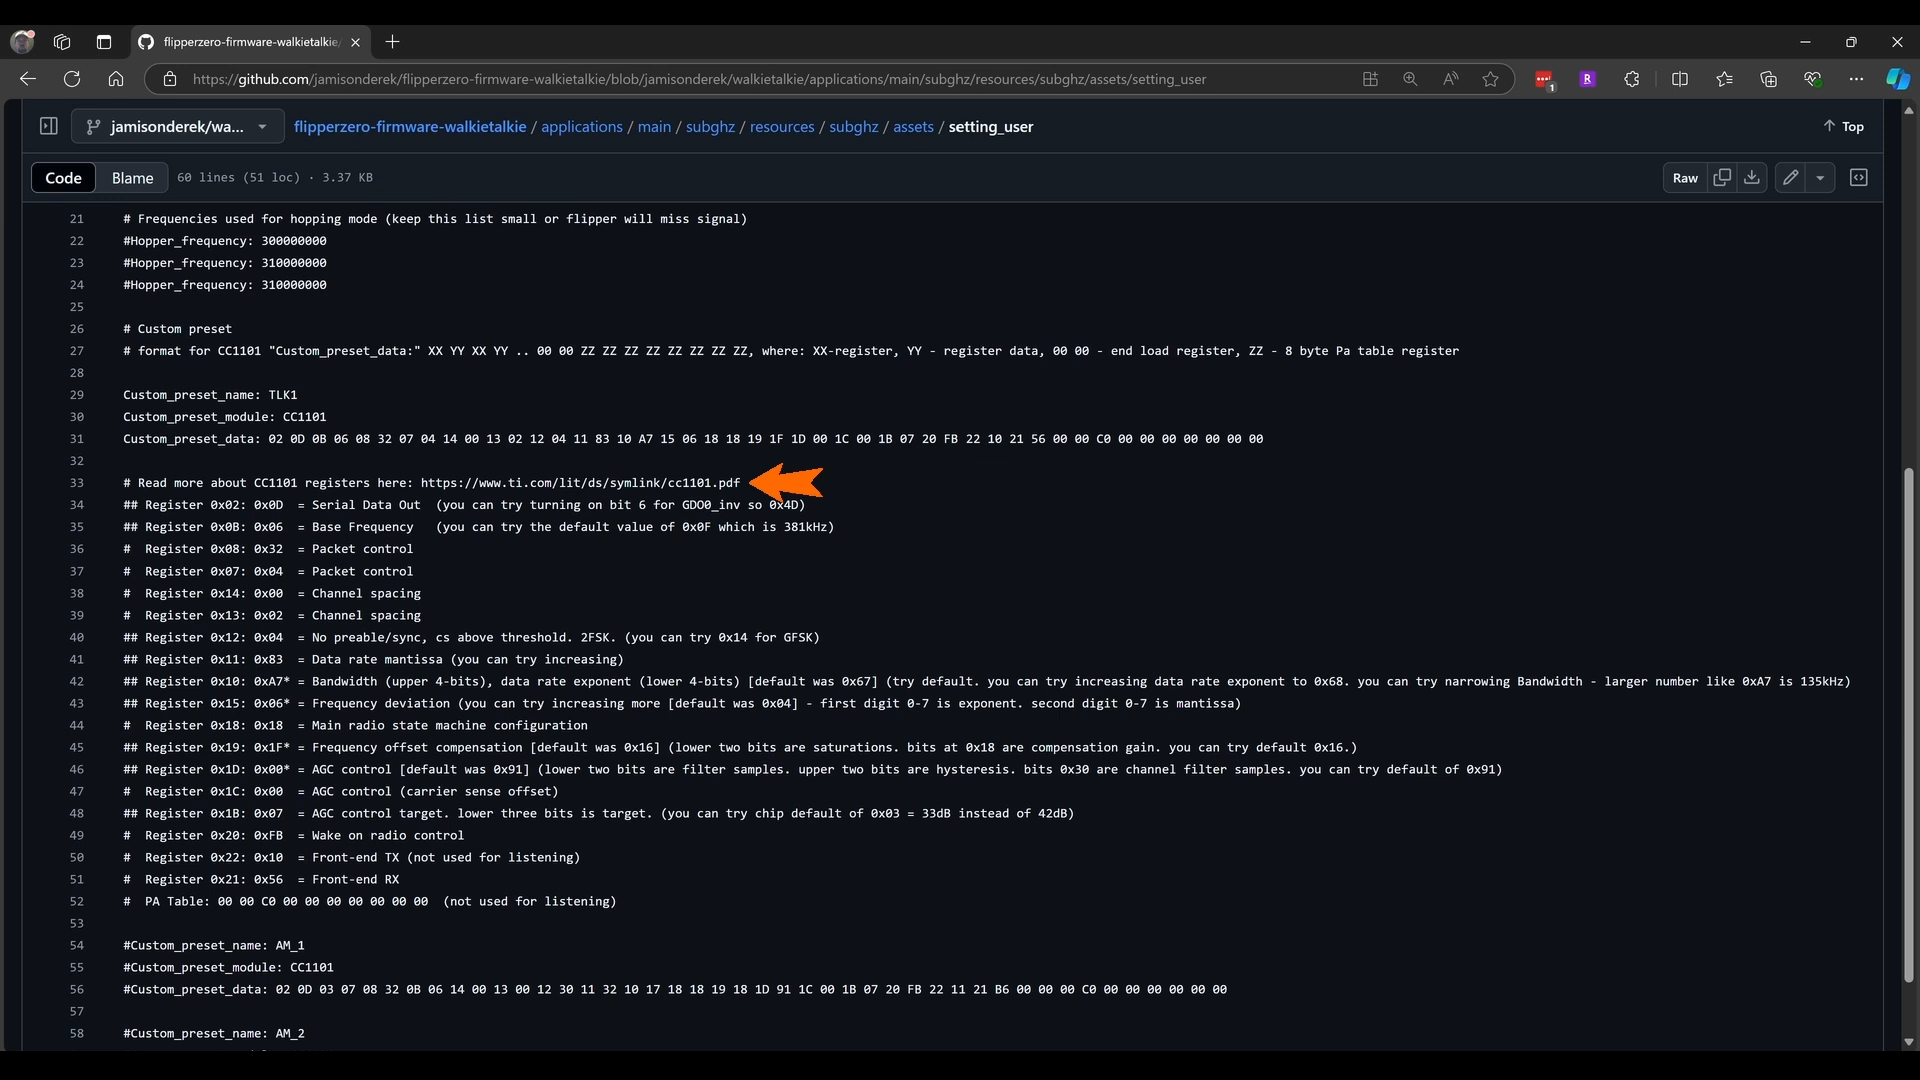 flipperzero-firmware-walkietalkie/
https://github.com/jamisonderek/flipperzero-firmware-walkietalkie/blob/jamisonderek/walkietalkie/applications/main/subghz/resources/subghz/assets/setting_user
1
R
jamisonderek/wa...
flipperzero-firmware-walkietalkie / applications / main / subghz / resources / subghz / assets / setting_user
Top
Code
Blame
60 lines (51 loc) · 3.37 KB
Raw
21 # Frequencies used for hopping mode (keep this list small or flipper will miss signal)
22 #Hopper_frequency: 300000000
23 #Hopper_frequency: 310000000
24 #Hopper_frequency: 310000000
25
26 # Custom preset
27 # format for CC1101 "Custom_preset_data:" XX YY XX YY .. 00 00 ZZ ZZ ZZ ZZ ZZ ZZ ZZ ZZ, where: XX-register, YY - register data, 00 00 - end load register, ZZ - 8 byte Pa table register
28
29 Custom_preset_name: TLK1
30 Custom_preset_module: CC1101
31 Custom_preset_data: 02 0D 0B 06 08 32 07 04 14 00 13 02 12 04 11 83 10 A7 15 06 18 18 19 1F 1D 00 1C 00 1B 07 20 FB 22 10 21 56 00 00 C0 00 00 00 00 00 00 00
32
33 # Read more about CC1101 registers here: https://www.ti.com/lit/ds/symlink/cc1101.pdf
34 ## Register 0x02: 0x0D = Serial Data Out (you can try turning on bit 6 for GDO0_inv so 0x4D)
35 ## Register 0x0B: 0x06 = Base Frequency (you can try the default value of 0x0F which is 381kHz)
36 # Register 0x08: 0x32 = Packet control
37 # Register 0x07: 0x04 = Packet control
38 # Register 0x14: 0x00 = Channel spacing
39 # Register 0x13: 0x02 = Channel spacing
40 ## Register 0x12: 0x04 = No preable/sync, cs above threshold. 2FSK. (you can try 0x14 for GFSK)
41 ## Register 0x11: 0x83 = Data rate mantissa (you can try increasing)
42 ## Register 0x10: 0xA7* = Bandwidth (upper 4-bits), data rate exponent (lower 4-bits) [default was 0x67] (try default. you can try increasing data rate exponent to 0x68. you can try narrowing Bandwidth - larger number like 0xA7 is 135kHz)
43 ## Register 0x15: 0x06* = Frequency deviation (you can try increasing more [default was 0x04] - first digit 0-7 is exponent. second digit 0-7 is mantissa)
44 # Register 0x18: 0x18 = Main radio state machine configuration
45 ## Register 0x19: 0x1F* = Frequency offset compensation [default was 0x16] (lower two bits are saturations. bits at 0x18 are compensation gain. you can try default 0x16.)
46 ## Register 0x1D: 0x00* = AGC control [default was 0x91] (lower two bits are filter samples. upper two bits are hysteresis. bits 0x30 are channel filter samples. you can try default of 0x91)
47 # Register 0x1C: 0x00 = AGC control (carrier sense offset)
48 ## Register 0x1B: 0x07 = AGC control target. lower three bits is target. (you can try chip default of 0x03 = 33dB instead of 42dB)
49 # Register 0x20: 0xFB = Wake on radio control
50 # Register 0x22: 0x10 = Front-end TX (not used for listening)
51 # Register 0x21: 0x56 = Front-end RX
52 # PA Table: 00 00 C0 00 00 00 00 00 00 00 (not used for listening)
53
54 #Custom_preset_name: AM_1
55 #Custom_preset_module: CC1101
56 #Custom_preset_data: 02 0D 03 07 08 32 0B 06 14 00 13 00 12 30 11 32 10 17 18 18 19 18 1D 91 1C 00 1B 07 20 FB 22 11 21 B6 00 00 00 C0 00 00 00 00 00 00
57
58 #Custom_preset_name: AM_2